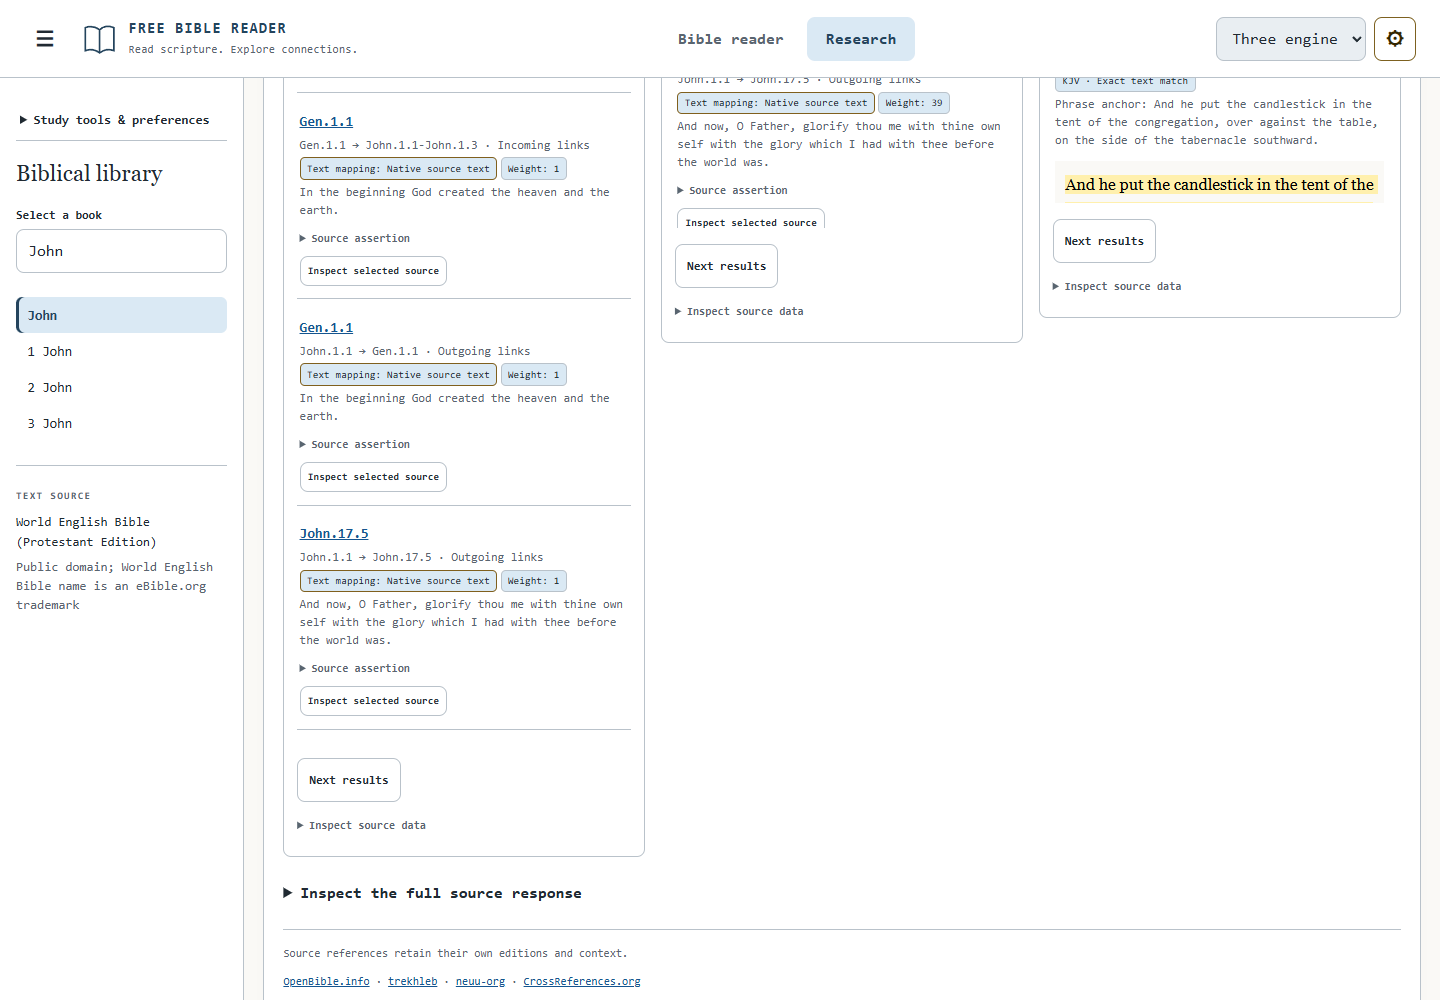 ☰
FREE BIBLE READER
Read scripture. Explore connections.
Bible reader
Research
Three engine
Study tools & preferences
Biblical library
Select a book
John
John
1 John
2 John
3 John
TEXT SOURCE
World English Bible
(Protestant Edition)
Public domain; World English
Bible name is an eBible.org
trademark
Gen.1.1
Gen.1.1 → John.1.1-John.1.3 · Incoming links
Text mapping: Native source text Weight: 1
In the beginning God created the heaven and the
earth.
Source assertion
Inspect selected source
Gen.1.1
John.1.1 → Gen.1.1 · Outgoing links
Text mapping: Native source text Weight: 1
In the beginning God created the heaven and the
earth.
Source assertion
Inspect selected source
John.17.5
John.1.1 → John.17.5 · Outgoing links
Text mapping: Native source text Weight: 1
And now, O Father, glorify thou me with thine own
self with the glory which I had with thee before
the world was.
Source assertion
Inspect selected source
Next results
Inspect source data
John.1.1 → John.17.5 · Outgoing links
Text mapping: Native source text Weight: 39
And now, O Father, glorify thou me with thine own
self with the glory which I had with thee before
the world was.
Source assertion
Inspect selected source
Next results
Inspect source data
KJV · Exact text match
Phrase anchor: And he put the candlestick in the
tent of the congregation, over against the table,
on the side of the tabernacle southward.
And he put the candlestick in the tent of the
Next results
Inspect source data
Inspect the full source response
Source references retain their own editions and context.
OpenBible.info · trekhleb · neuu-org · CrossReferences.org